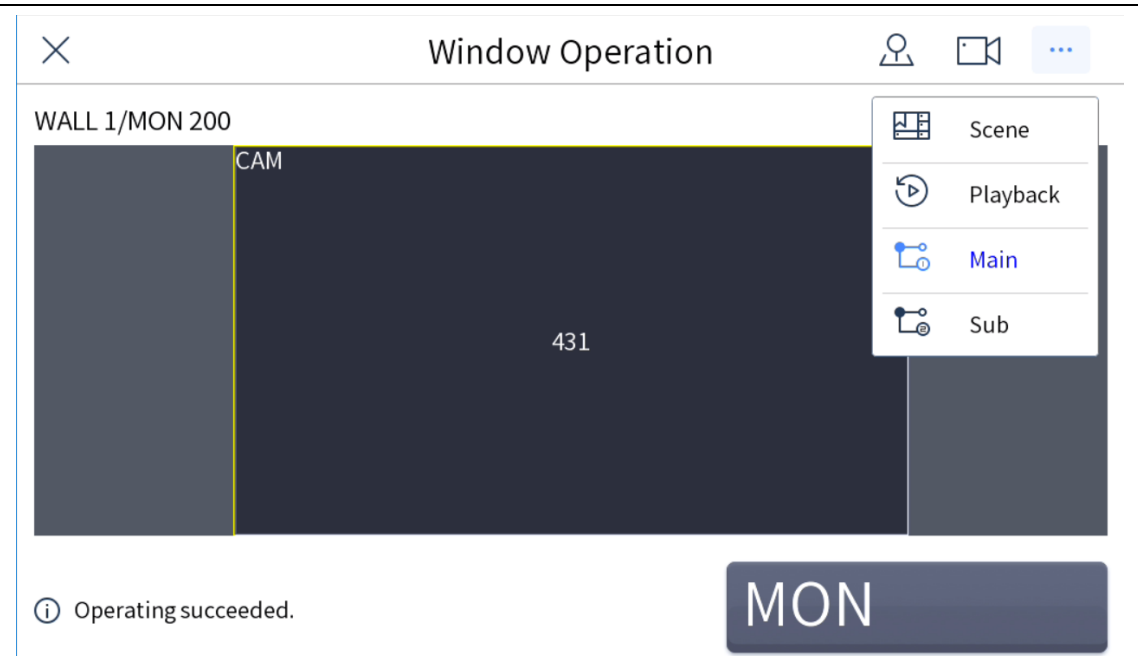 Window Operation
WALL 1/MON 200
Scene
CAM
Playback
Main
Sub
431
Operating succeeded.
MON